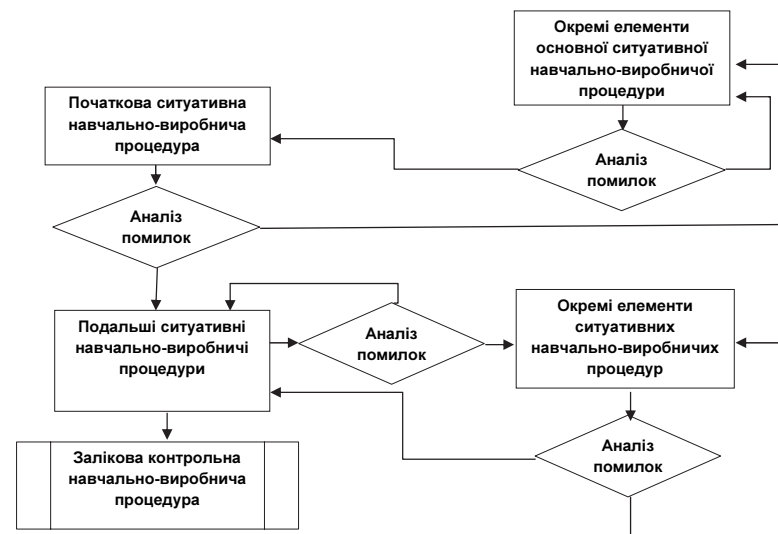 Окремі елементи
основної ситуативної
навчально-виробничої
процедури
Початкова ситуативна
навчально-виробнича
процедура
Аналіз
помилок
Аналіз
помилок
Подальші ситуативні
навчально-виробничі
процедури
Аналіз
помилок
Окремі елементи
ситуативних
навчально-виробничих
процедур
Залікова контрольна
навчально-виробнича
процедура
Аналіз
помилок